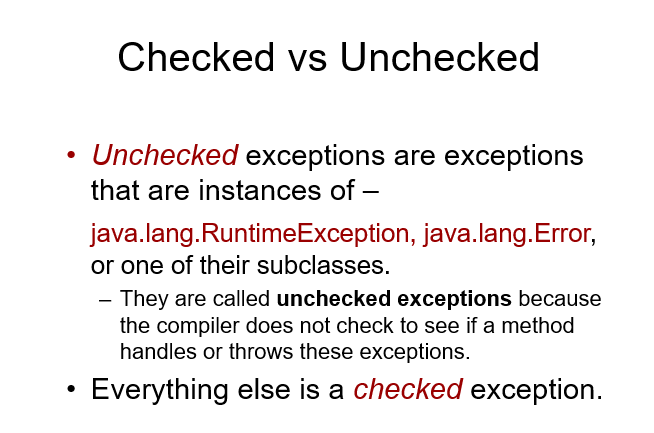 Checked vs Unchecked
• Unchecked exceptions are exceptions
that are instances of –
java.lang.RuntimeException, java.lang.Error,
or one of their subclasses.
– They are called unchecked exceptions because
the compiler does not check to see if a method
handles or throws these exceptions.
• Everything else is a checked exception.